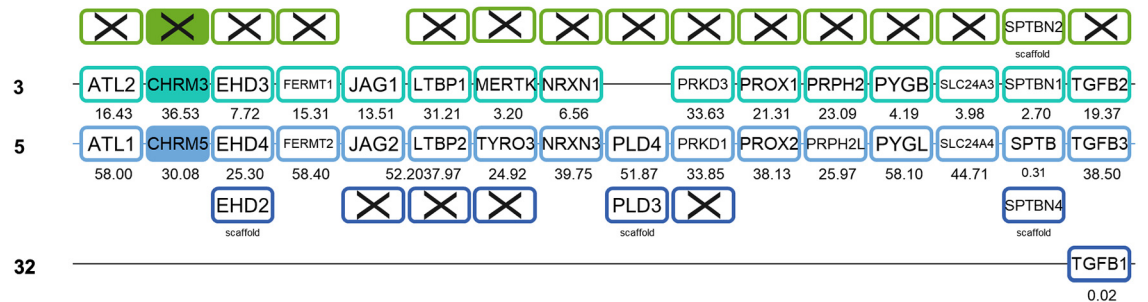 SPTBN2
scaffold
3 ATL2 CHRM3 EHD3 FERMT1 JAG1 LTBP1 MERTK NRXN1 PRKD3 PROX1 PRPH2 PYGB SLC24A3 SPTBN1 TGFB2
16.43 36.53 7.72 15.31 13.51 31.21 3.20 6.56 33.63 21.31 23.09 4.19 3.98 2.70 19.37
5 ATL1 CHRM5 EHD4 FERMT2 JAG2 LTBP2 TYRO3 NRXN3 PLD4 PRKD1 PROX2 PRPH2L PYGL SLC24A4 SPTB TGFB3
58.00 30.08 25.30 58.40 52.2037.97 24.92 39.75 51.87 33.85 38.13 25.97 58.10 44.71 0.31 38.50
EHD2 PLD3 SPTBN4
scaffold scaffold scaffold
32 TGFB1
0.02